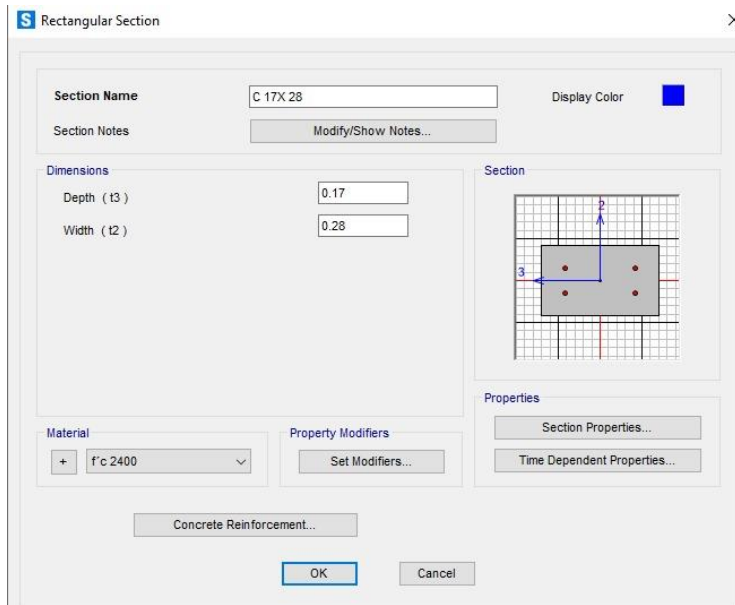 S Rectangular Section
Section Name
C 17X 28
Display Color
Section Notes
Modify/Show Notes...
Dimensions
Depth ( t3 )
0.17
Width ( t2 )
0.28
Section
2
3
Properties
Section Properties...
Time Dependent Properties...
Material
+
f'c 2400
Property Modifiers
Set Modifiers...
Concrete Reinforcement...
OK
Cancel